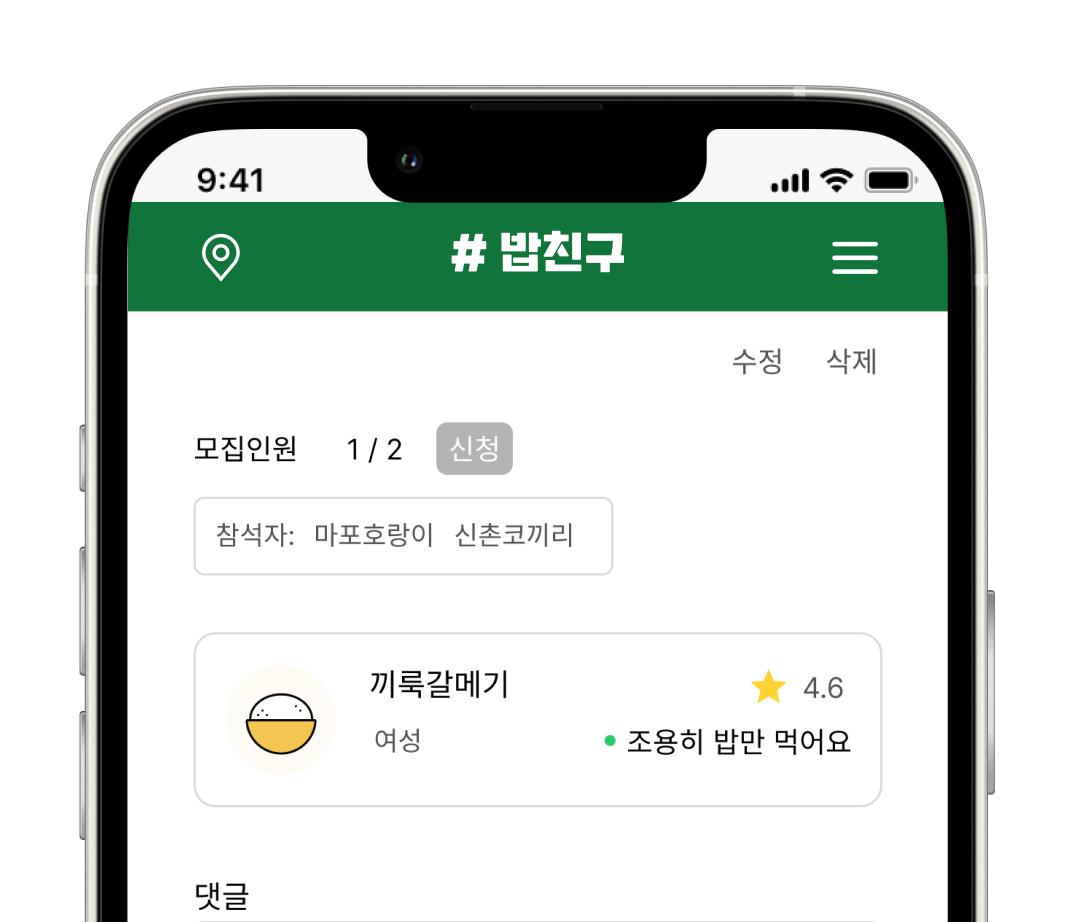 9:41
# 밥친구
수정 삭제
모집인원 1 / 2 신청
참석자: 마포호랑이 신촌코끼리
끼룩갈메기 4.6
여성 조용히 밥만 먹어요
댓글